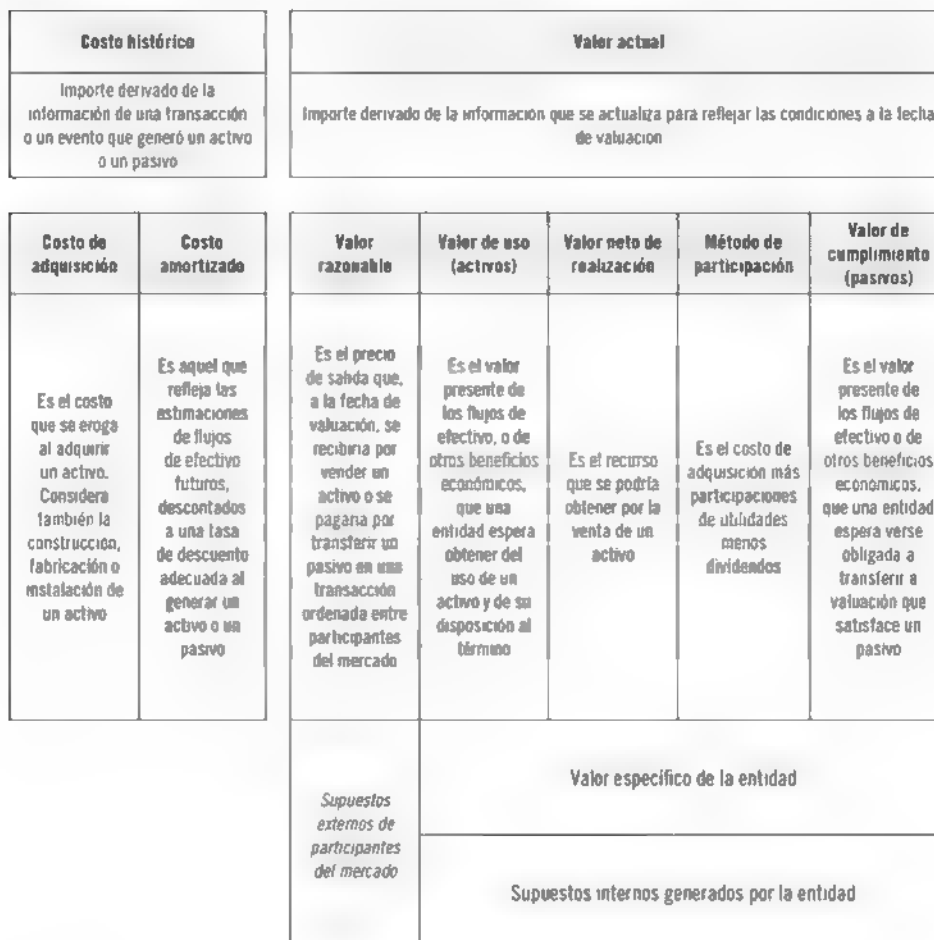 Costo histórico
Importe derivado de la
información de una transacción
o un evento que generó un activo
o un pasivo
Valor actual
Importe derivado de la información que se actualiza para reflejar las condiciones a la fecha
de valuación
Costo de
adquisición
Es el costo
que se eroga
al adquirir
un activo.
Considera
también la
construcción,
fabricación o
instalación de
un activo
Costo
amortizado
Es aquel que
refleja las
estimaciones
de flujos
de efectivo
futuros,
descontados
a una tasa
de descuento
adecuada al
generar un
activo o un
pasivo
Valor
razonable
Es el precio
de salida que,
a la fecha de
valuación, se
recibiría por
vender un
activo o se
pagaría por
transferir un
pasivo en una
transacción
ordenada entre
participantes
del mercado
Valor de uso
(activos)
Es el valor
presente de
los flujos de
efectivo, o de
otros beneficios
económicos,
que una
entidad espera
obtener del
uso de un
activo y de su
disposición al
término
Valor neto de
realización
Es el recurso
que se podría
obtener por la
venta de un
activo
Método de
participación
Es el costo de
adquisición más
participaciones
de utilidades
menos
dividendos
Valor de
cumplimiento
(pasivos)
Es el valor
presente de
los flujos de
efectivo o de
otros beneficios
económicos,
que una entidad
espera verse
obligada a
transferir a
valuación que
satisface un
pasivo
Supuestos
externos de
participantes
del mercado
Valor específico de la entidad
Supuestos internos generados por la entidad